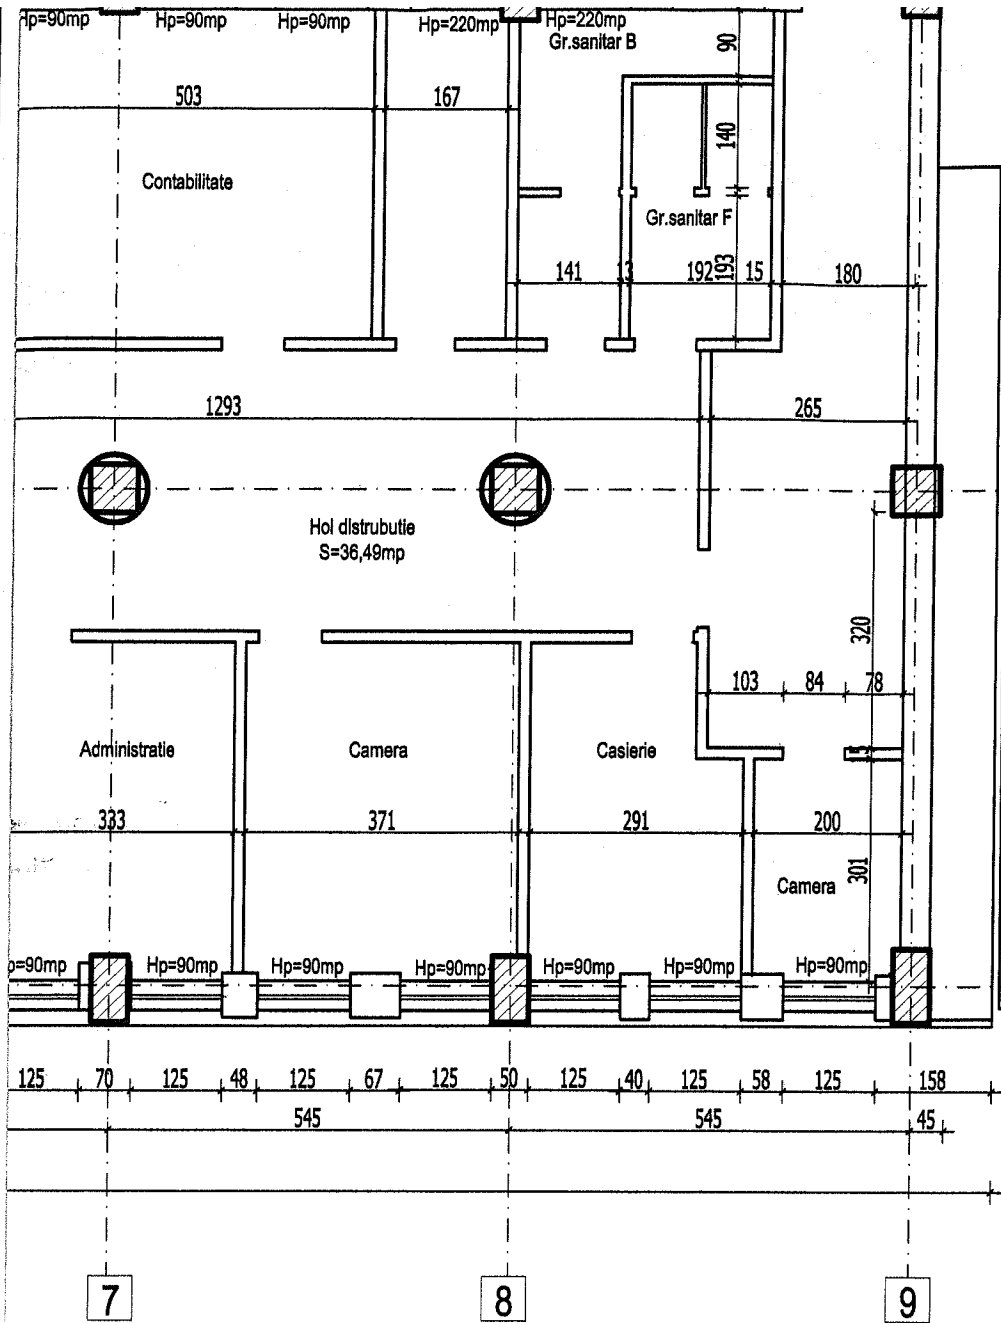 Hp=90mp
Hp=90mp
Hp=90mp
Hp=220mp
Hp=220mp
Gr.sanitar B
90
503
167
140
Contabilitate
Gr.sanitar F
141
13
192
193
15
180
1293
265
Hol distrubutie
S=36,49mp
320
103
84
78
13
Administratie
Camera
Casierie
333
371
291
200
301
Camera
p=90mp
Hp=90mp
Hp=90mp
Hp=90mp
Hp=90mp
Hp=90mp
Hp=90mp
125
70
125
48
125
67
125
50
125
40
125
58
125
158
545
545
45
7
8
9